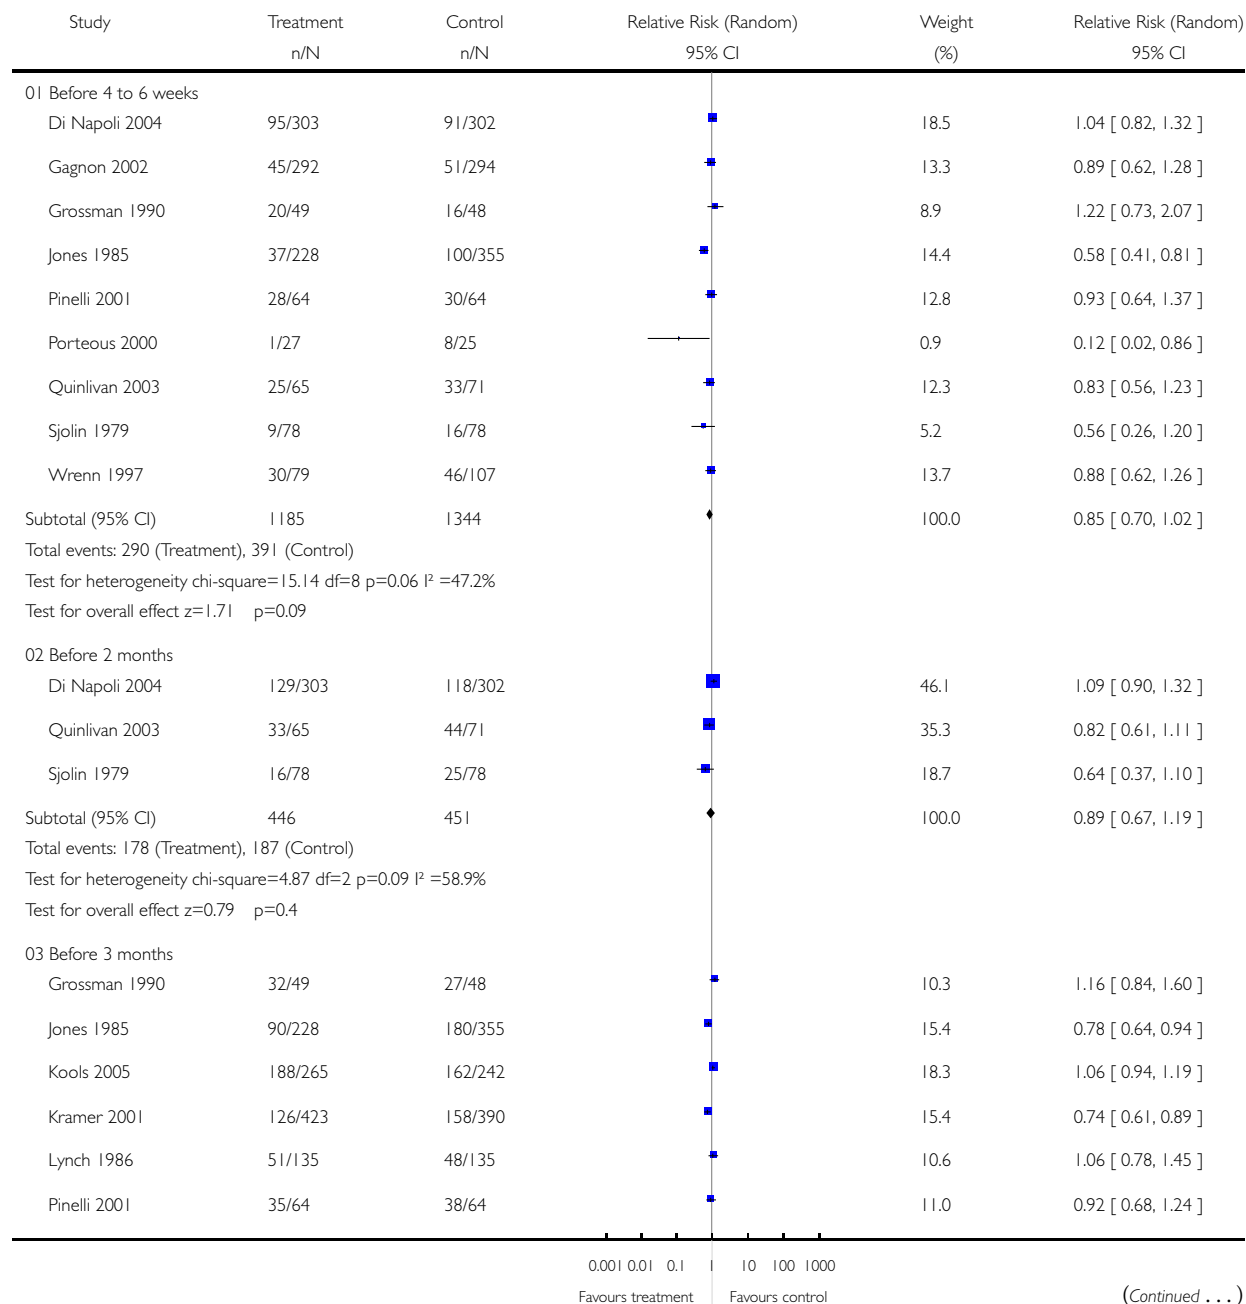 Study Treatment Control Relative Risk (Random) Weight Relative Risk (Random)
n/N n/N 95% CI (%) 95% CI
01 Before 4 to 6 weeks
Di Napoli 2004 95/303 91/302 18.5 1.04 [ 0.82, 1.32 ]
Gagnon 2002 45/292 51/294 13.3 0.89 [ 0.62, 1.28 ]
Grossman 1990 20/49 16/48 8.9 1.22 [ 0.73, 2.07 ]
Jones 1985 37/228 100/355 14.4 0.58 [ 0.41, 0.81 ]
Pinelli 2001 28/64 30/64 12.8 0.93 [ 0.64, 1.37 ]
Porteous 2000 1/27 8/25 0.9 0.12 [ 0.02, 0.86 ]
Quinlivan 2003 25/65 33/71 12.3 0.83 [ 0.56, 1.23 ]
Sjolin 1979 9/78 16/78 5.2 0.56 [ 0.26, 1.20 ]
Wrenn 1997 30/79 46/107 13.7 0.88 [ 0.62, 1.26 ]
Subtotal (95% CI) 1185 1344 100.0 0.85 [ 0.70, 1.02 ]
Total events: 290 (Treatment), 391 (Control)
Test for heterogeneity chi-square=15.14 df=8 p=0.06 I² =47.2%
Test for overall effect z=1.71 p=0.09
02 Before 2 months
Di Napoli 2004 129/303 118/302 46.1 1.09 [ 0.90, 1.32 ]
Quinlivan 2003 33/65 44/71 35.3 0.82 [ 0.61, 1.11 ]
Sjolin 1979 16/78 25/78 18.7 0.64 [ 0.37, 1.10 ]
Subtotal (95% CI) 446 451 100.0 0.89 [ 0.67, 1.19 ]
Total events: 178 (Treatment), 187 (Control)
Test for heterogeneity chi-square=4.87 df=2 p=0.09 I² =58.9%
Test for overall effect z=0.79 p=0.4
03 Before 3 months
Grossman 1990 32/49 27/48 10.3 1.16 [ 0.84, 1.60 ]
Jones 1985 90/228 180/355 15.4 0.78 [ 0.64, 0.94 ]
Kools 2005 188/265 162/242 18.3 1.06 [ 0.94, 1.19 ]
Kramer 2001 126/423 158/390 15.4 0.74 [ 0.61, 0.89 ]
Lynch 1986 51/135 48/135 10.6 1.06 [ 0.78, 1.45 ]
Pinelli 2001 35/64 38/64 11.0 0.92 [ 0.68, 1.24 ]
0.001 0.01 0.1 1 10 100 1000
Favours treatment Favours control (Continued . . . )